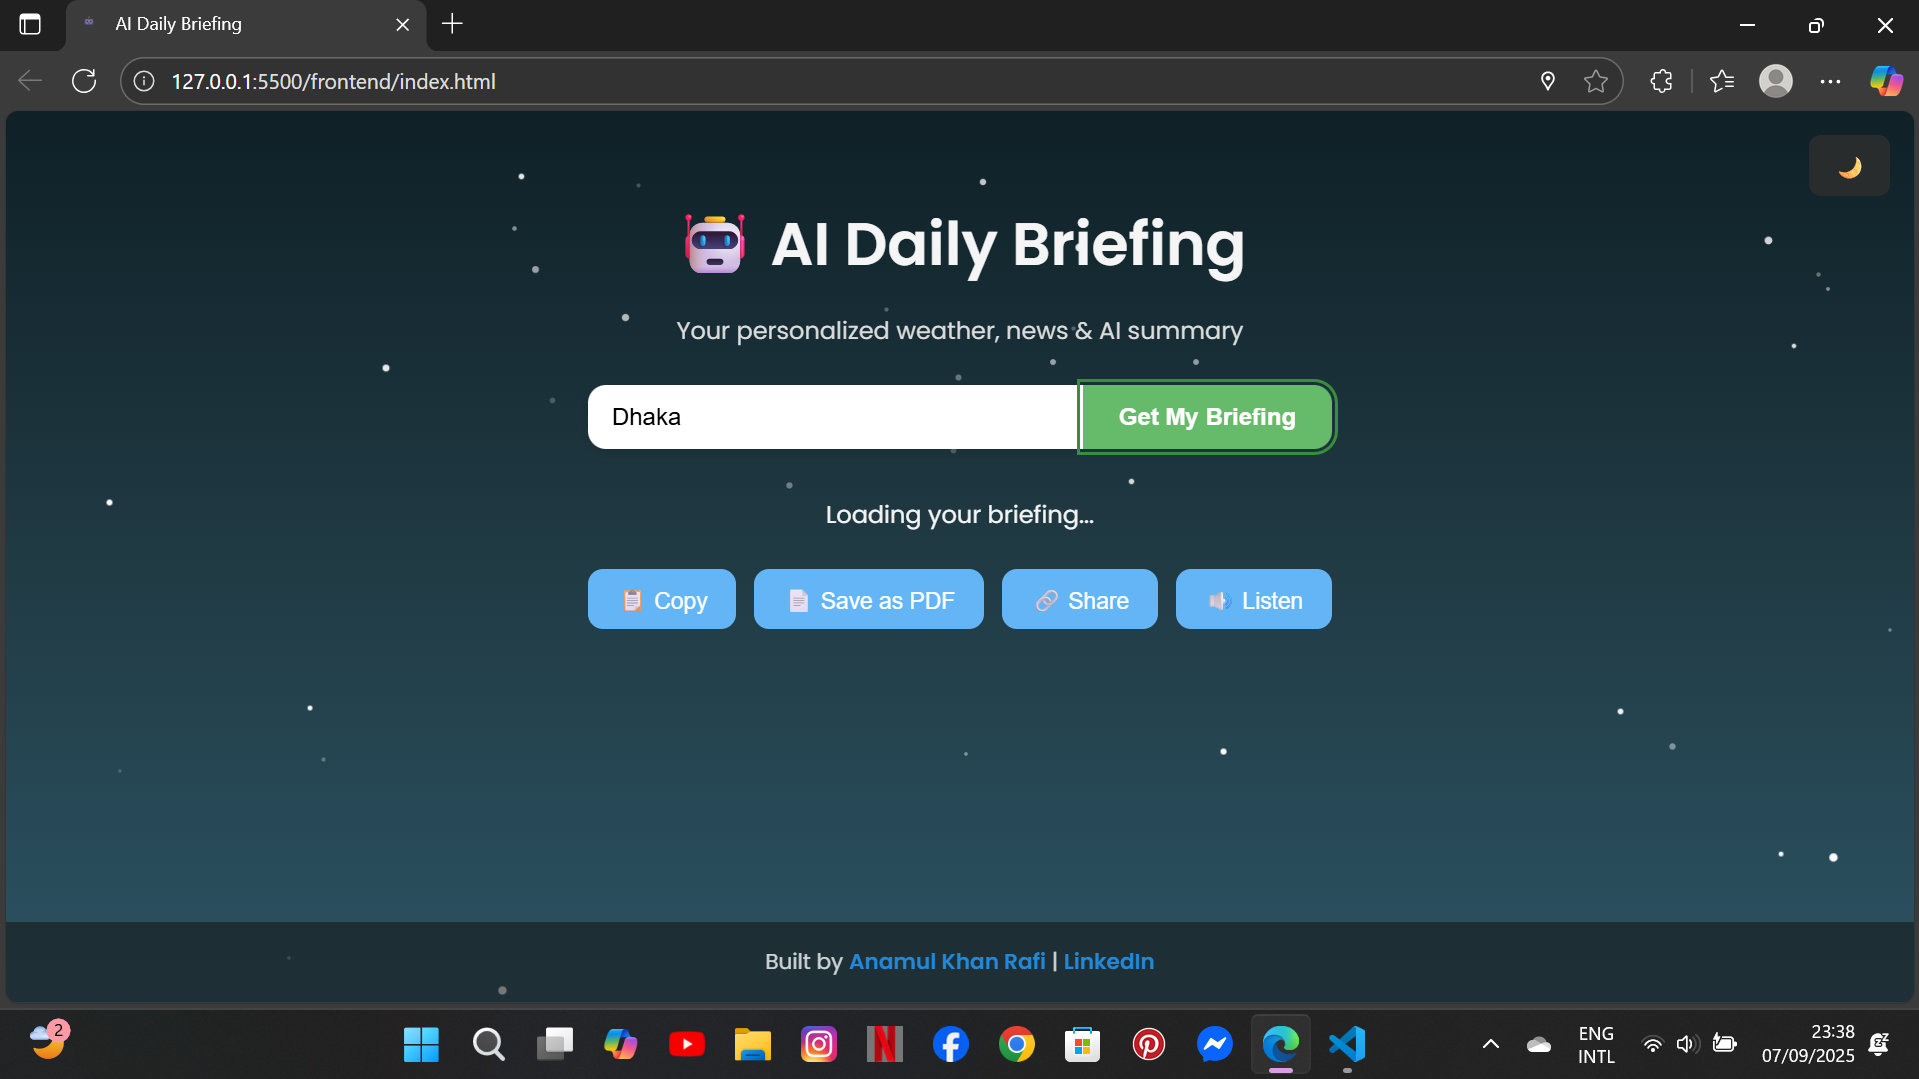 AI Daily Briefing
127.0.0.1:5500/frontend/index.html
AI Daily Briefing
Your personalized weather, news & AI summary
Dhaka
Get My Briefing
Loading your briefing...
Copy
Save as PDF
Share
Listen
Built by Anamul Khan Rafi | LinkedIn
2
ENG
INTL
23:38
07/09/2025